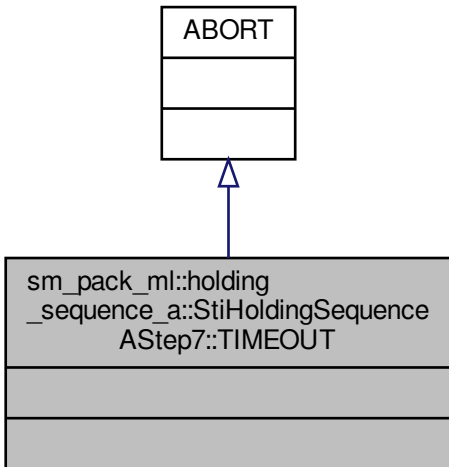 ABORT
sm_pack_ml::holding
_sequence_a::StiHoldingSequence
AStep7::TIMEOUT